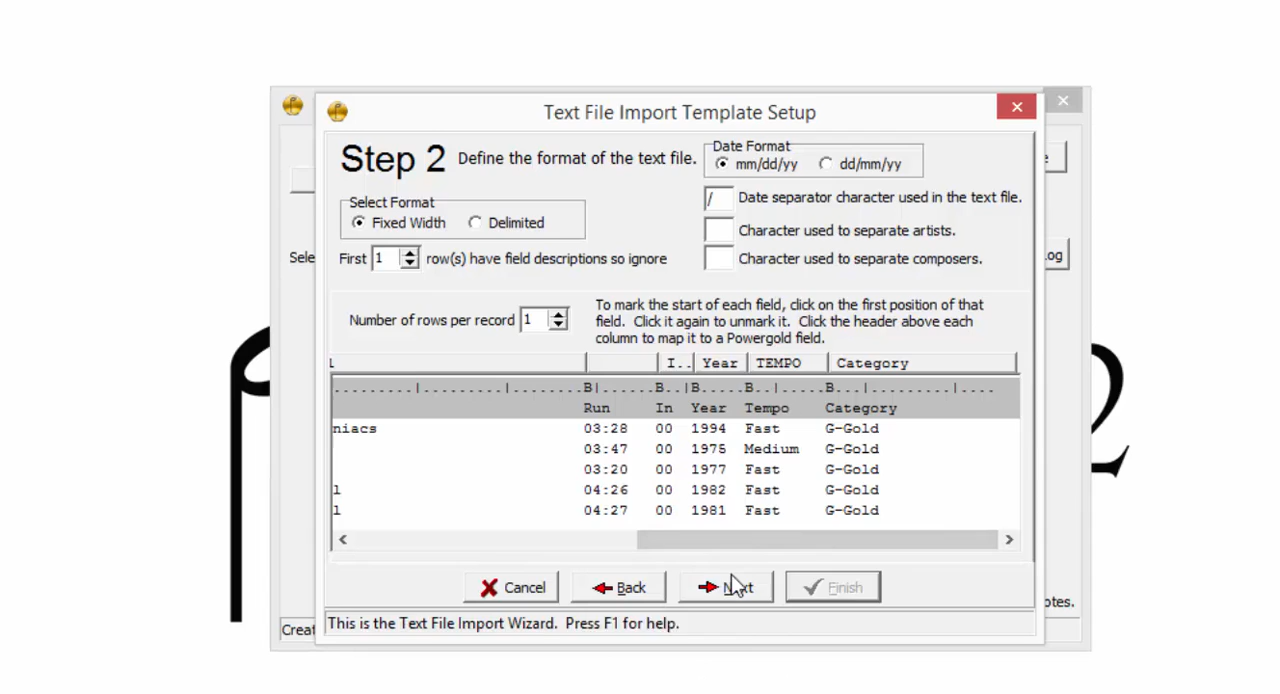 Text File Import Template Setup
Step 2 Define the format of the text file.
Date Format
mm/dd/yy dd/mm/yy
/ Date separator character used in the text file.
Select Format
Fixed Width Delimited
Character used to separate artists.
First 1 row(s) have field descriptions so ignore
Character used to separate composers.
Number of rows per record 1
To mark the start of each field, click on the first position of that
field. Click it again to unmark it. Click the header above each
column to map it to a Powergold field.
I.. Year TEMPO Category
.........|.........|........B|......B..|B.....B..|.....B...|.........|....
Run In Year Tempo Category
niacs 03:28 00 1994 Fast G-Gold
03:47 00 1975 Medium G-Gold
03:20 00 1977 Fast G-Gold
l 04:26 00 1982 Fast G-Gold
l 04:27 00 1981 Fast G-Gold
Cancel Back Next Finish
This is the Text File Import Wizard. Press F1 for help.
Sele
og
otes.
Creat
2